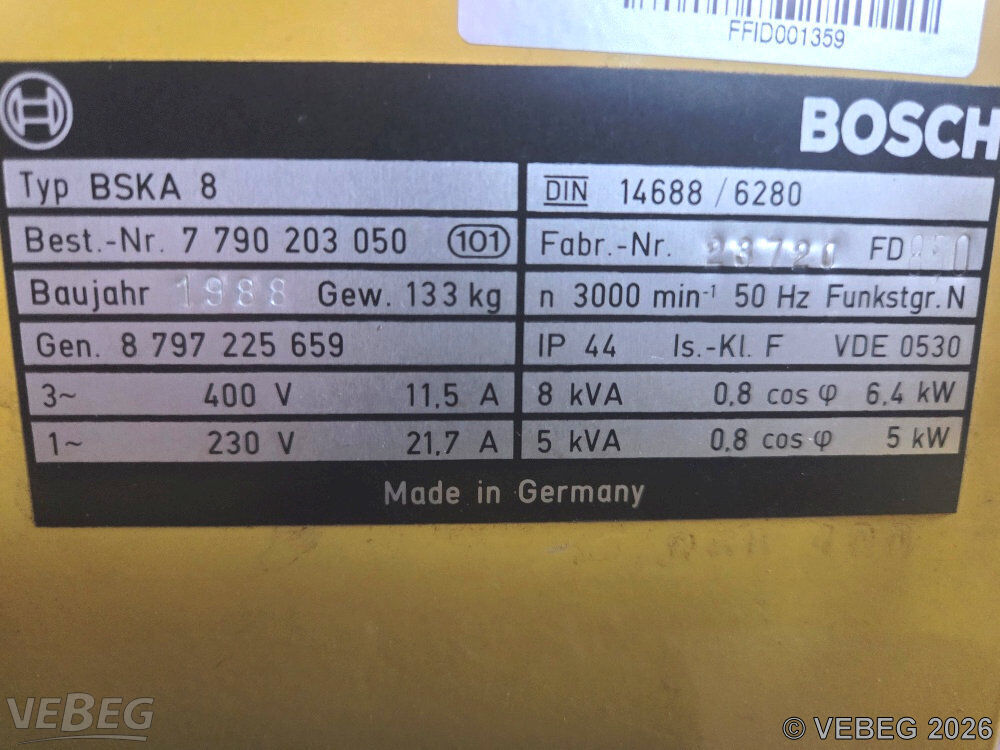 FFID001359
BOSCH
Typ BSKA 8
DIN 14688 / 6280
Best.-Nr. 7 790 203 050 (101)
Fabr.-Nr. 23720 FD
Baujahr 1988 Gew. 133 kg
n 3000 min⁻¹ 50 Hz Funkstgr. N
Gen. 8 797 225 659
IP 44 Is.-Kl. F VDE 0530
3~ 400 V 11,5 A
8 kVA 0,8 cos φ 6,4 kW
1~ 230 V 21,7 A
5 kVA 0,8 cos φ 5 kW
Made in Germany
VEBEG
© VEBEG 2026